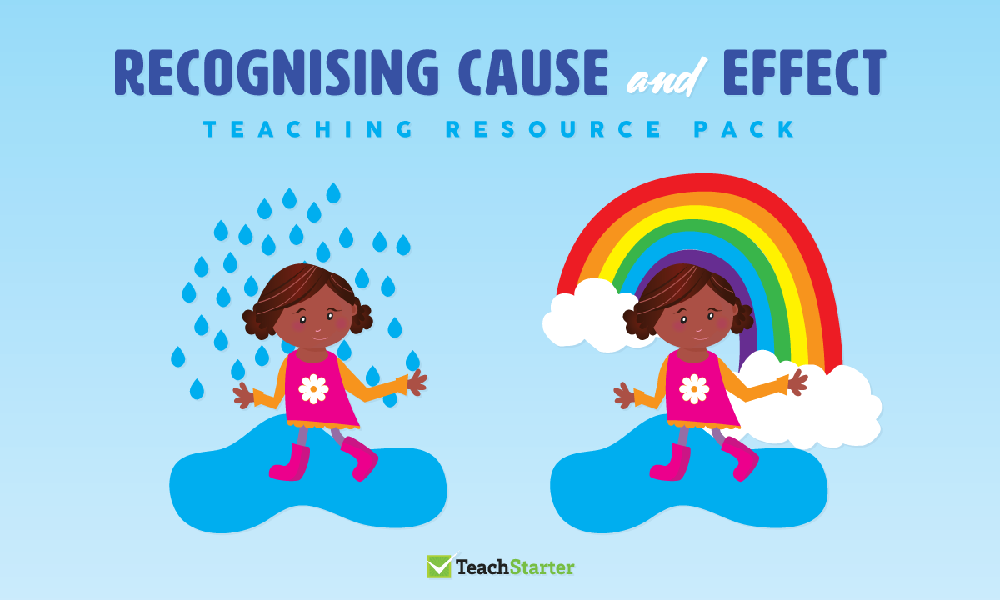 RECOGNISING CAUSE and EFFECT
TEACHING RESOURCE PACK
TeachStarter